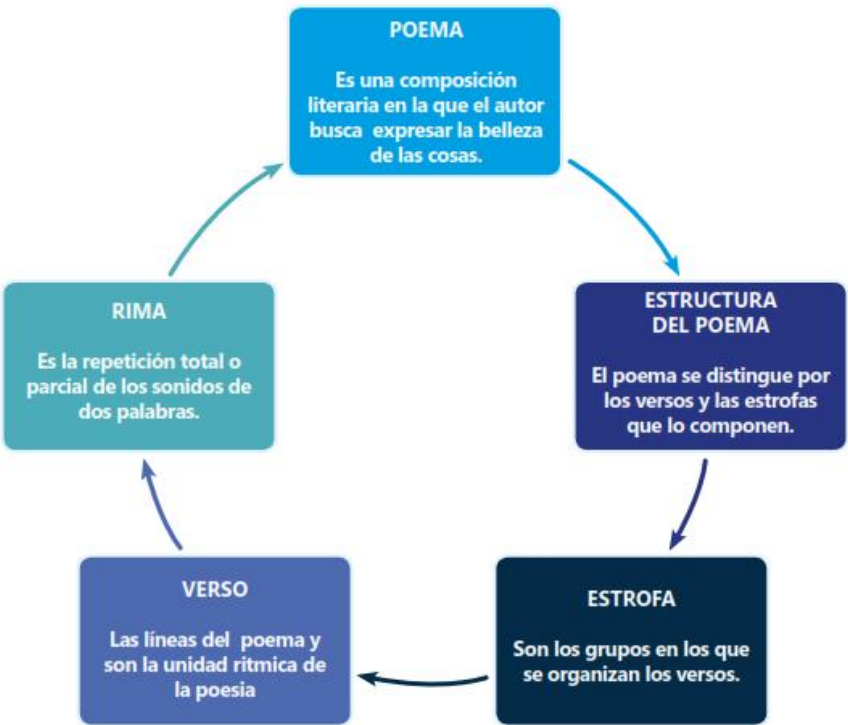 POEMA
Es una composición
literaria en la que el autor
busca expresar la belleza
de las cosas.
ESTRUCTURA
DEL POEMA
El poema se distingue por
los versos y las estrofas
que lo componen.
ESTROFA
Son los grupos en los que
se organizan los versos.
VERSO
Las líneas del poema y
son la unidad ritmica de
la poesia
RIMA
Es la repetición total o
parcial de los sonidos de
dos palabras.